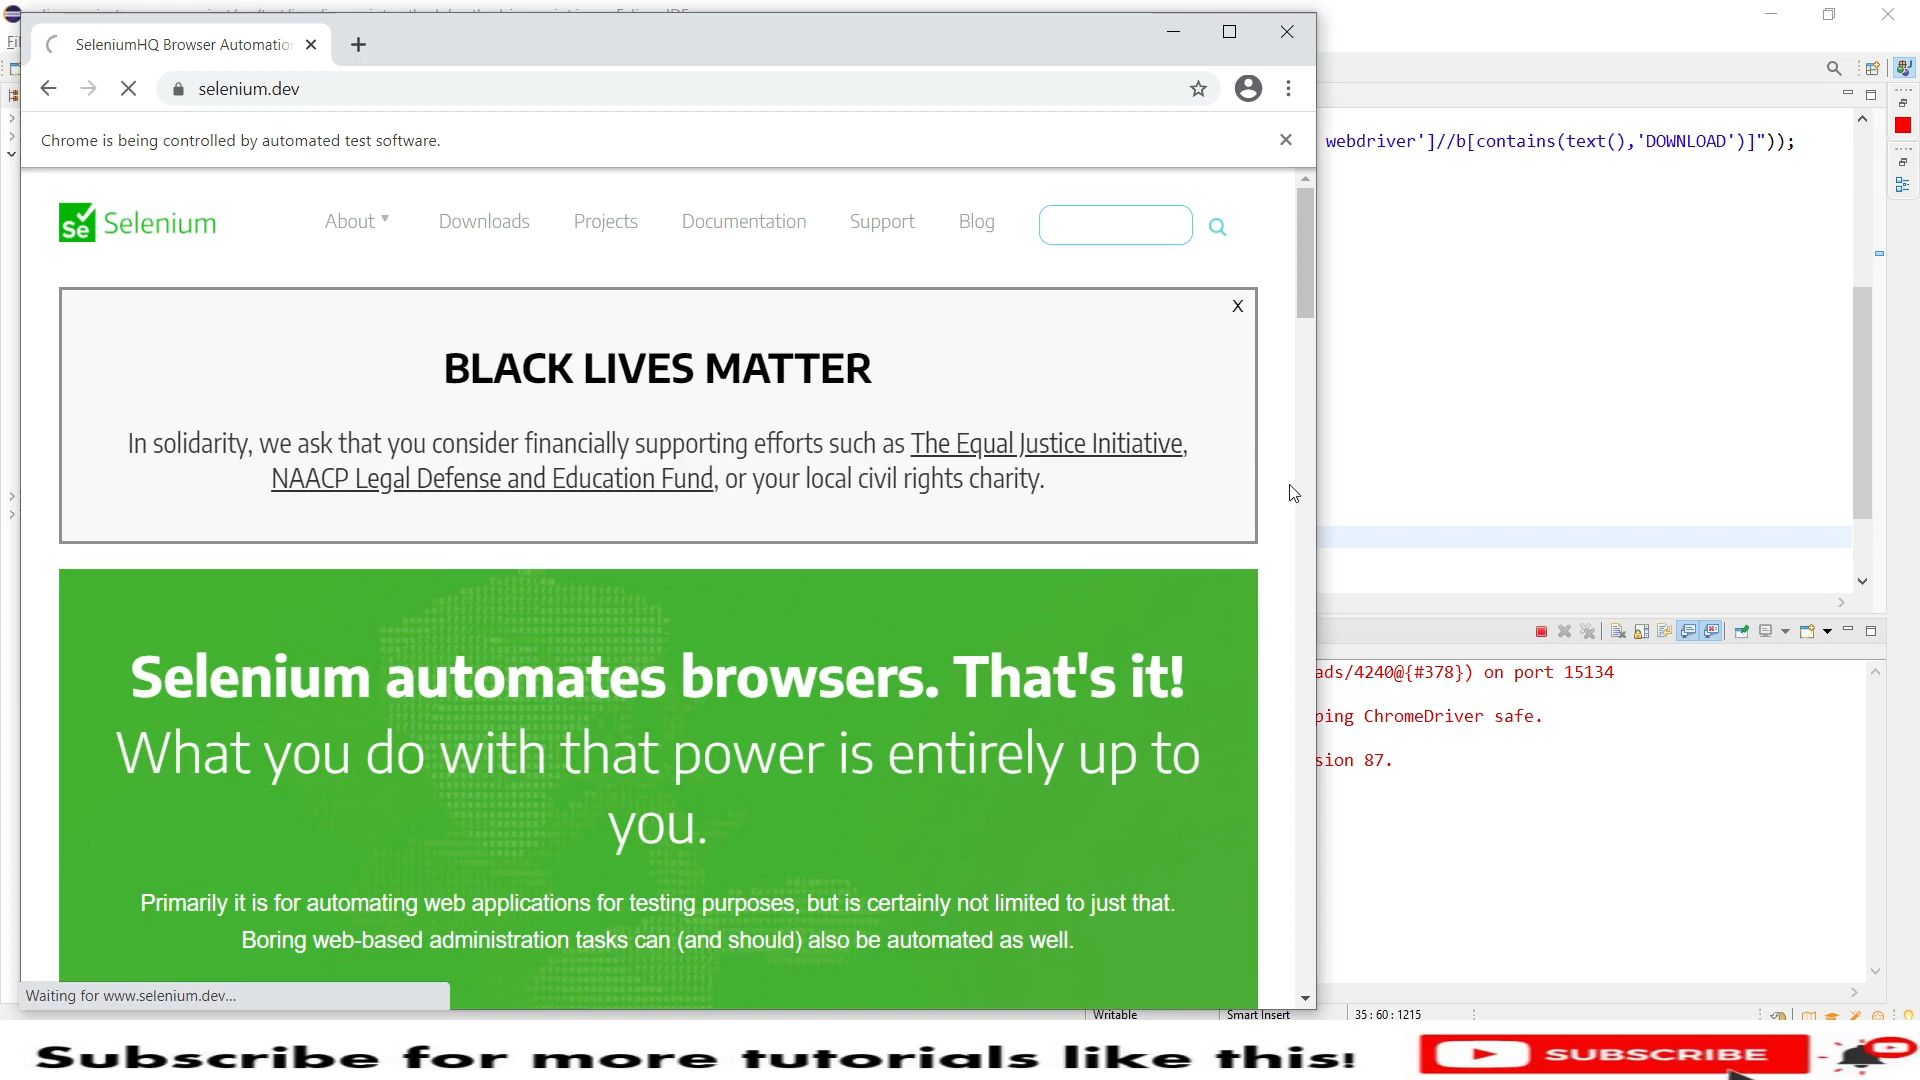 SeleniumHQ Browser Automation
selenium.dev
Chrome is being controlled by automated test software.
webdriver']//b[contains(text(),'DOWNLOAD')]"));
Se Selenium
About
Downloads
Projects
Documentation
Support
Blog
X
BLACK LIVES MATTER
In solidarity, we ask that you consider financially supporting efforts such as The Equal Justice Initiative,
NAACP Legal Defense and Education Fund, or your local civil rights charity.
Selenium automates browsers. That's it!
What you do with that power is entirely up to
you.
Primarily it is for automating web applications for testing purposes, but is certainly not limited to just that.
Boring web-based administration tasks can (and should) also be automated as well.
ads/4240@{#378}) on port 15134
ping ChromeDriver safe.
sion 87.
Waiting for www.selenium.dev...
Writable
Smart Insert
35 : 60 : 1215
Subscribe for more tutorials like this!
SUBSCRIBE